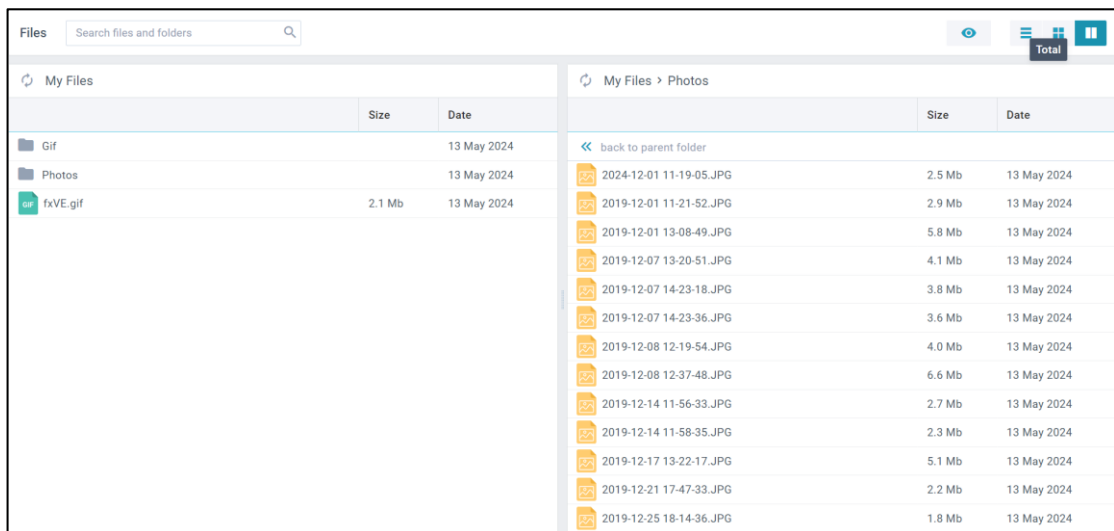 Files Search files and folders
Total
My Files
Size Date
Gif 13 May 2024
Photos 13 May 2024
GIF fxVE.gif 2.1 Mb 13 May 2024
My Files > Photos
Size Date
back to parent folder
2024-12-01 11-19-05.JPG 2.5 Mb 13 May 2024
2019-12-01 11-21-52.JPG 2.9 Mb 13 May 2024
2019-12-01 13-08-49.JPG 5.8 Mb 13 May 2024
2019-12-07 13-20-51.JPG 4.1 Mb 13 May 2024
2019-12-07 14-23-18.JPG 3.8 Mb 13 May 2024
2019-12-07 14-23-36.JPG 3.6 Mb 13 May 2024
2019-12-08 12-19-54.JPG 4.0 Mb 13 May 2024
2019-12-08 12-37-48.JPG 6.6 Mb 13 May 2024
2019-12-14 11-56-33.JPG 2.7 Mb 13 May 2024
2019-12-14 11-58-35.JPG 2.3 Mb 13 May 2024
2019-12-17 13-22-17.JPG 5.1 Mb 13 May 2024
2019-12-21 17-47-33.JPG 2.2 Mb 13 May 2024
2019-12-25 18-14-36.JPG 1.8 Mb 13 May 2024